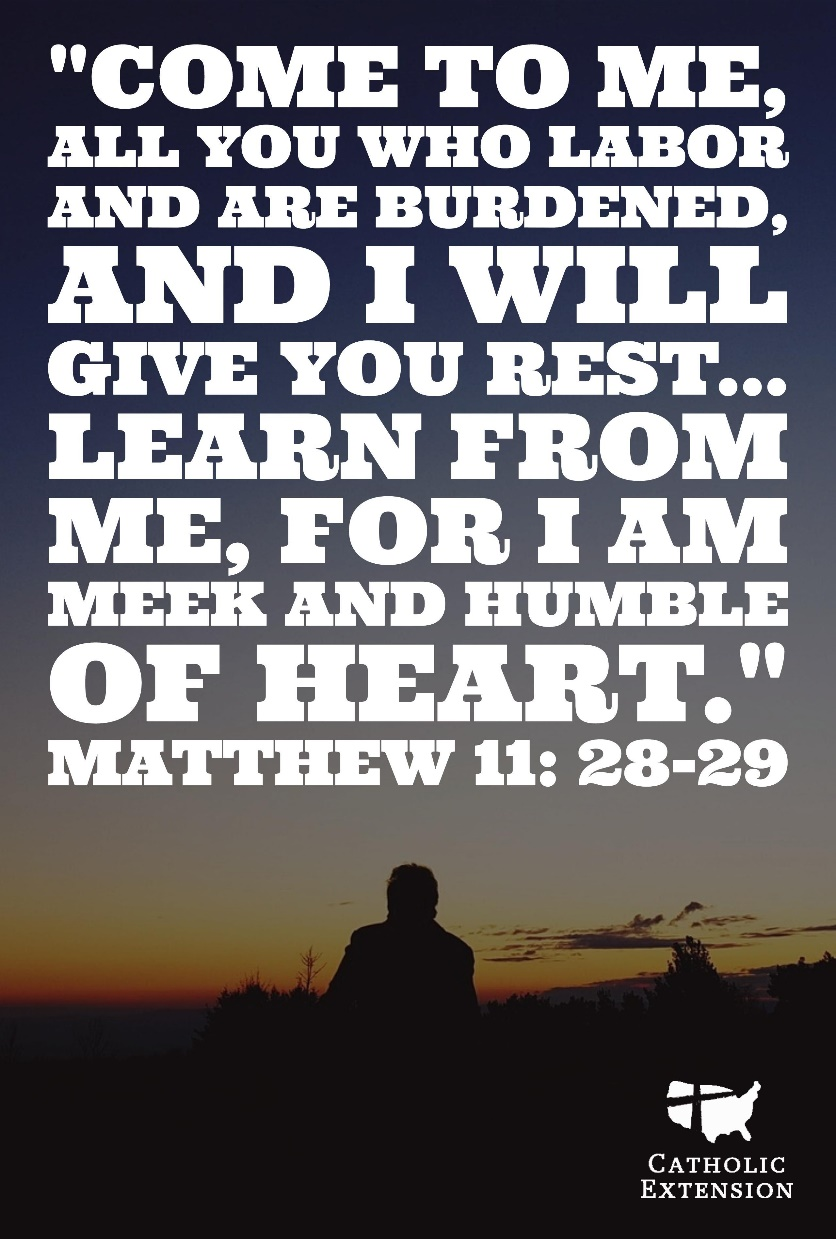 "COME TO ME,
ALL YOU WHO LABOR
AND ARE BURDENED,
AND I WILL
GIVE YOU REST...
LEARN FROM
ME, FOR I AM
MEEK AND HUMBLE
OF HEART."
MATTHEW 11: 28-29
CATHOLIC
EXTENSION